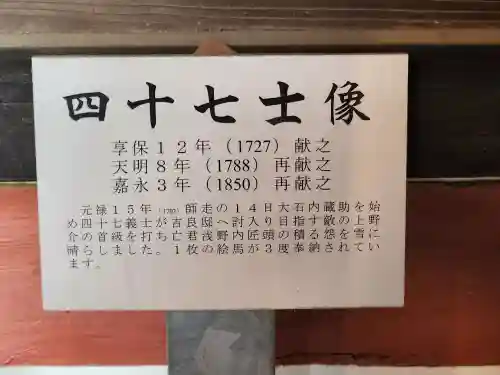 四十七士像
享保１２年（1727）献之
天明８年（1788）再献之
嘉永３年（1850）再献之
元禄１５年（1702）師走の１４日大石内蔵助を始
め四十七義士が吉良邸へ討入り目指す敵の上野
介の首級を打ち亡君浅野内匠頭の積る怨を雪に
晴らしました。１枚の絵馬が３度奉納されてい
ます。